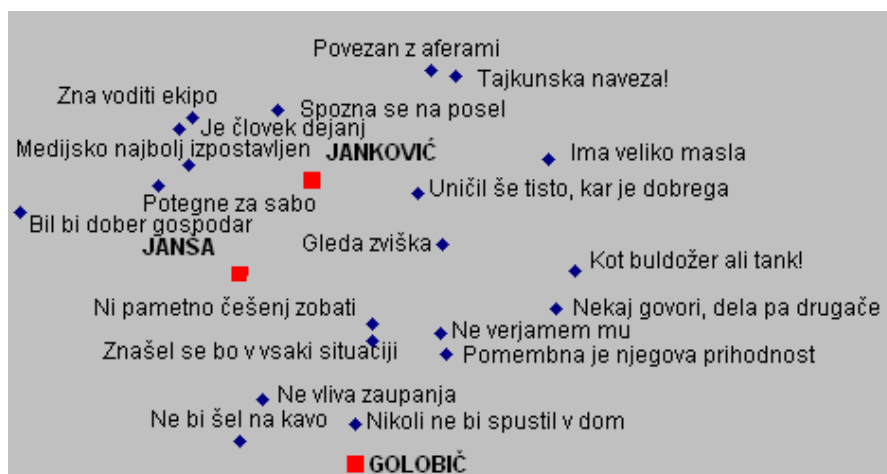 Povezan z aferami
Tajkunska naveza!
Zna voditi ekipo
Spozna se na posel
Je človek dejanj
Medijsko najbolj izpostavljen
JANKOVIĆ
Ima veliko masla
Potegne za sabo
Uničil še tisto, kar je dobrega
Bil bi dober gospodar
JANŠA
Gleda zviška
Kot buldožer ali tank!
Ni pametno češenj zobati
Nekaj govori, dela pa drugače
Ne verjamem mu
Znašel se bo v vsaki situaciji
Pomembna je njegova prihodnost
Ne vliva zaupanja
Ne bi šel na kavo
Nikoli ne bi spustil v dom
GOLOBIČ